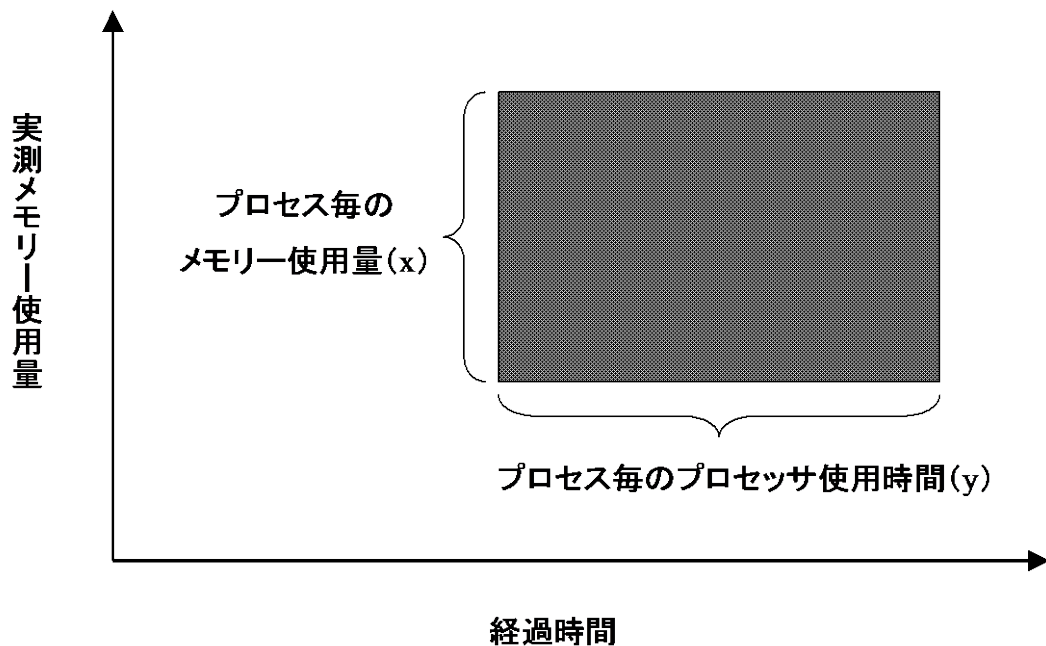 実測メモリー使用量
プロセス毎の
メモリー使用量(x)
プロセス毎のプロセッサ使用時間(y)
経過時間